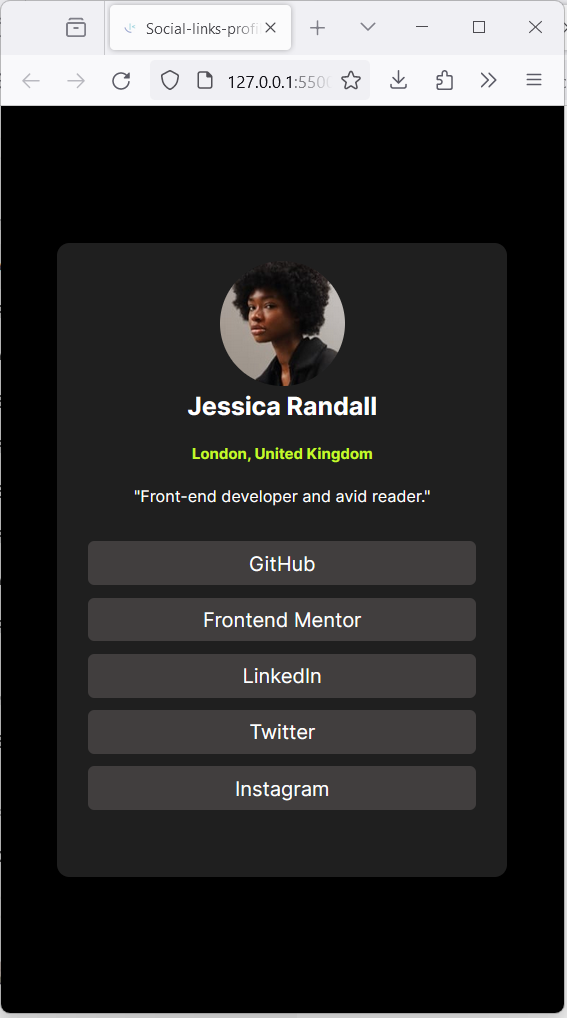 Social-links-profi
127.0.0.1:5500
Jessica Randall
London, United Kingdom
"Front-end developer and avid reader."
GitHub
Frontend Mentor
LinkedIn
Twitter
Instagram